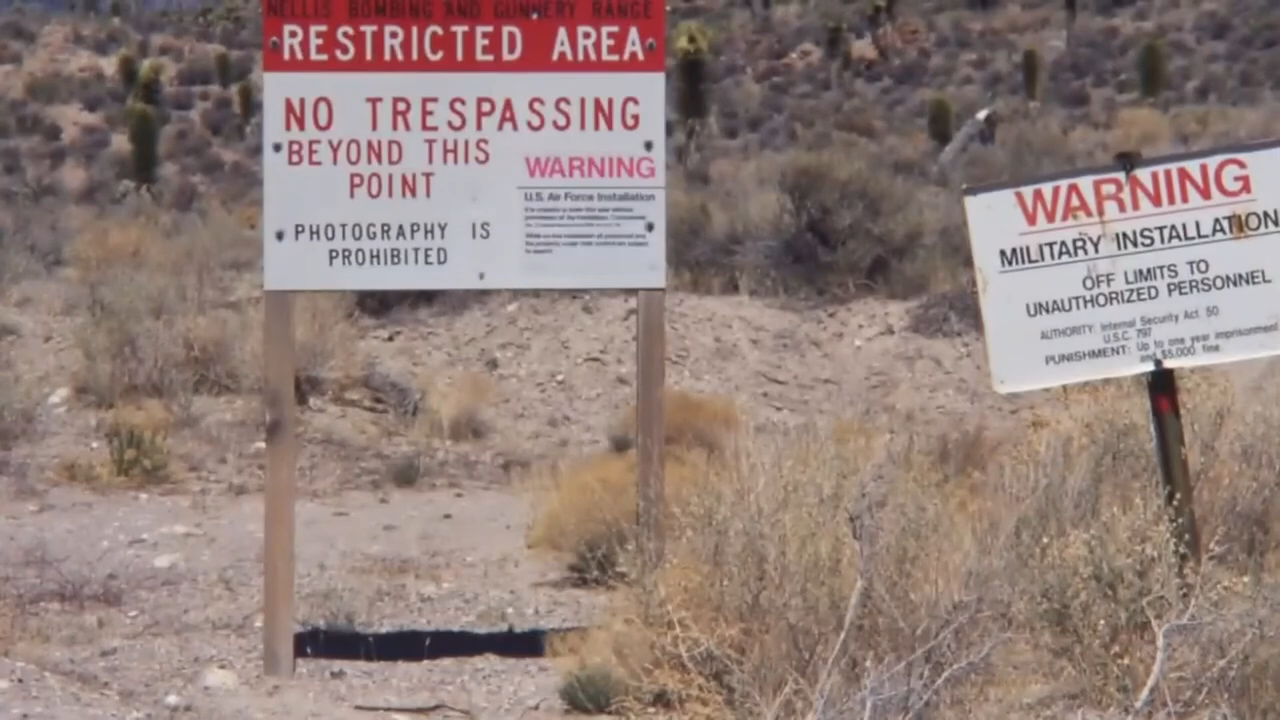 NELLIS BOMBING AND GUNNERY RANGE
RESTRICTED AREA
NO TRESPASSING
BEYOND THIS
POINT
PHOTOGRAPHY IS
PROHIBITED
WARNING
U.S. Air Force Installation
WARNING
MILITARY INSTALLATION
OFF LIMITS TO
UNAUTHORIZED PERSONNEL
AUTHORITY: Internal Security Act. 50
U.S.C. 797
PUNISHMENT: Up to one year imprisonment
and $5,000. fine.